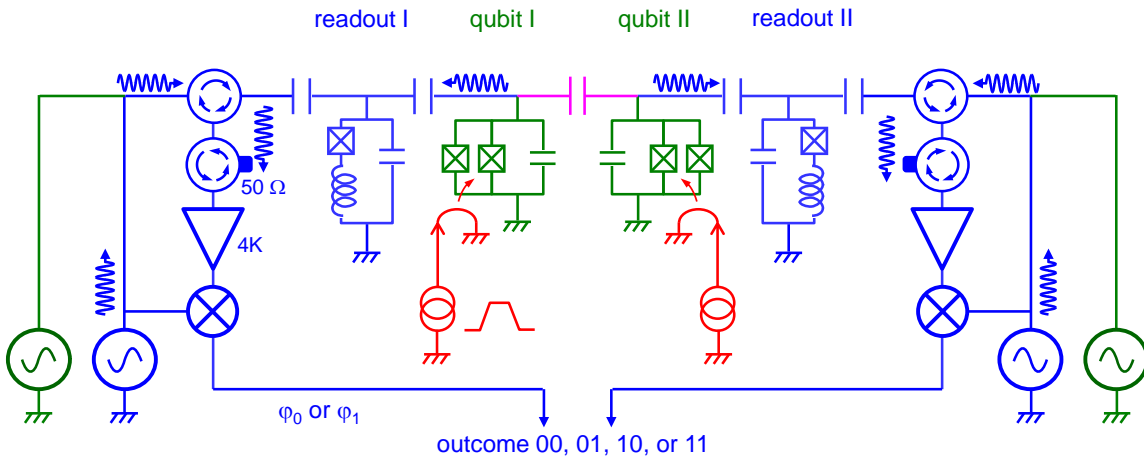 readout I qubit I qubit II readout II
50 Ω
4K
φ₀ or φ₁
outcome 00, 01, 10, or 11